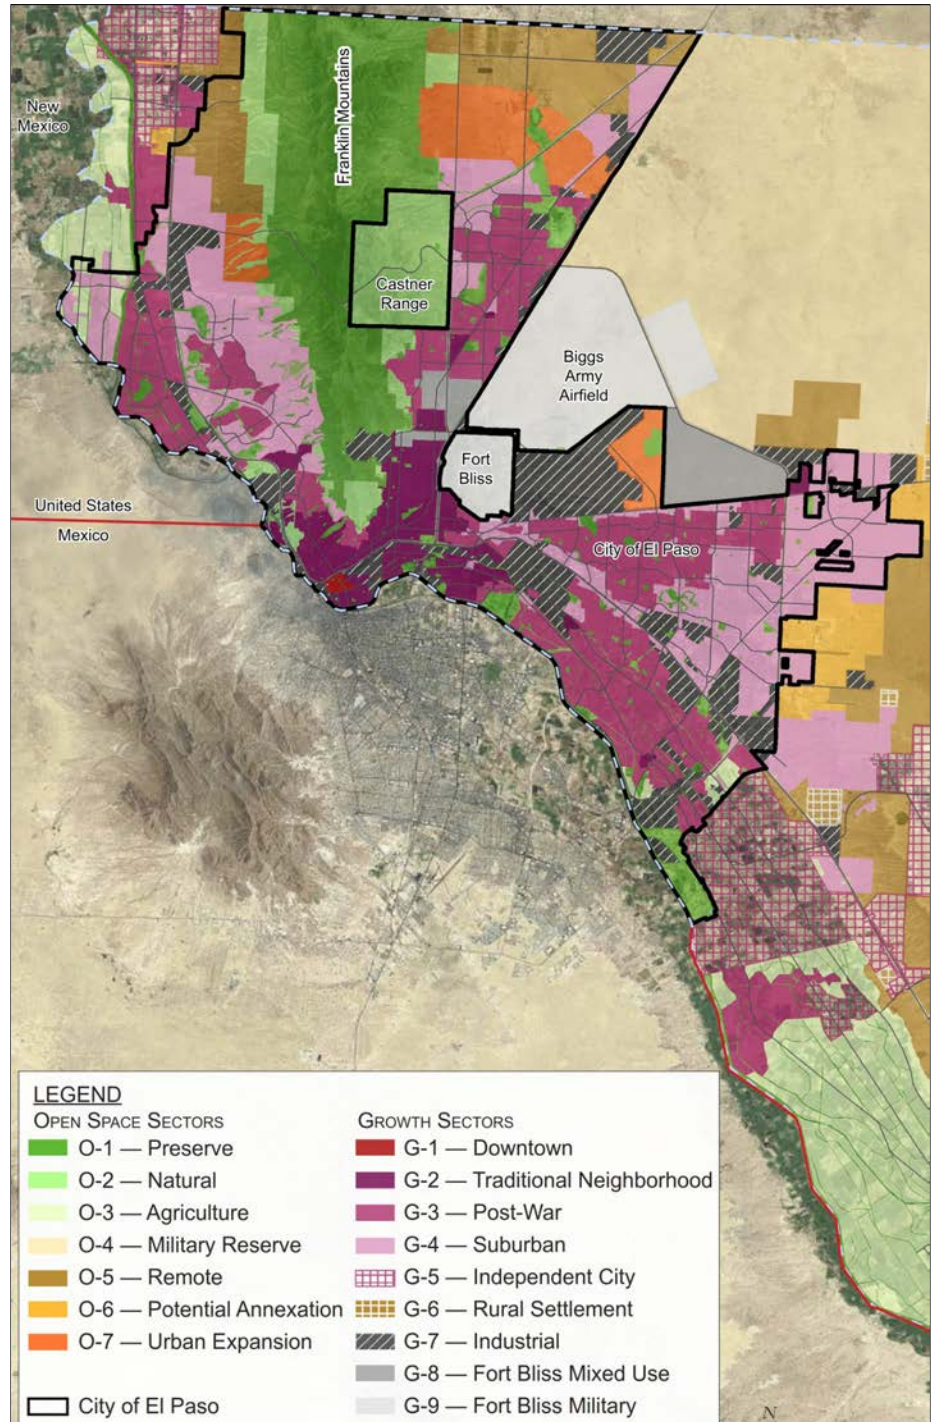 Franklin Mountains
New
Mexico
Castner
Range
Biggs
Army
Airfield
Fort
Bliss
United States
Mexico
City of El Paso
LEGEND
OPEN SPACE SECTORS
O-1 — Preserve
O-2 — Natural
O-3 — Agriculture
O-4 — Military Reserve
O-5 — Remote
O-6 — Potential Annexation
O-7 — Urban Expansion
City of El Paso
GROWTH SECTORS
G-1 — Downtown
G-2 — Traditional Neighborhood
G-3 — Post-War
G-4 — Suburban
G-5 — Independent City
G-6 — Rural Settlement
G-7 — Industrial
G-8 — Fort Bliss Mixed Use
G-9 — Fort Bliss Military
N